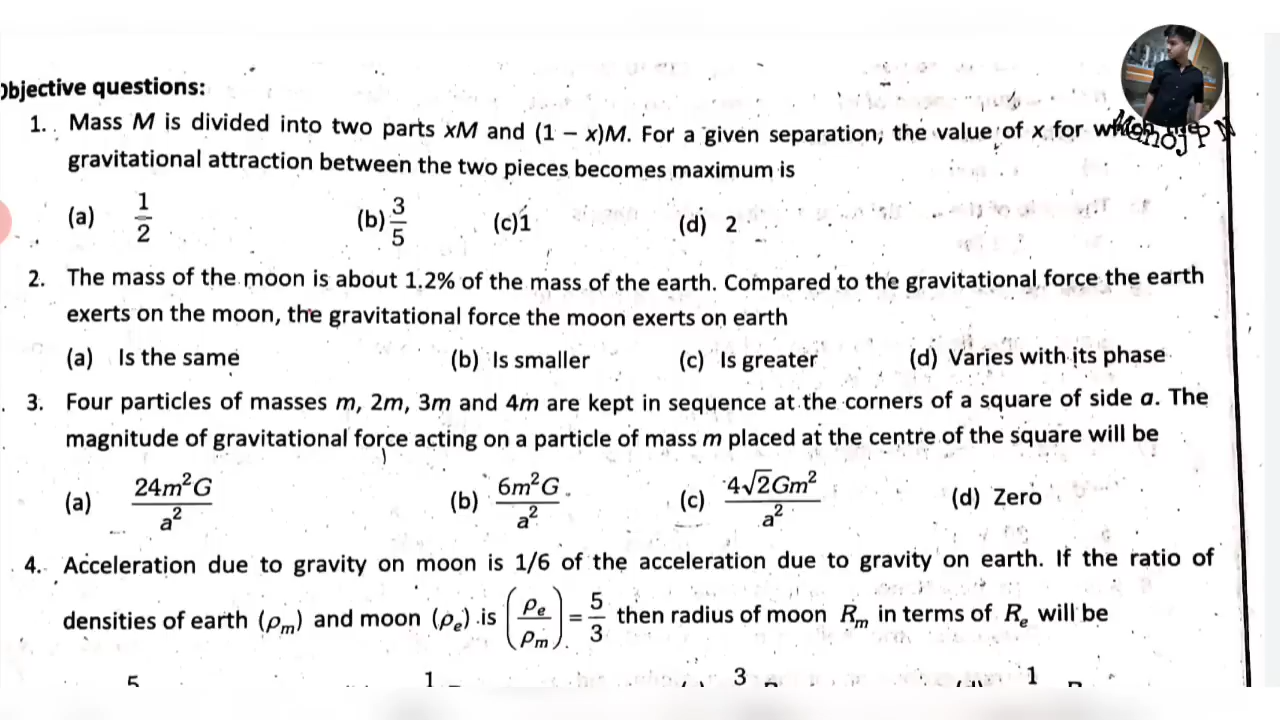 Objective questions:
1. Mass M is divided into two parts xM and (1 − x)M. For a given separation, the value of x for which the
gravitational attraction between the two pieces becomes maximum is
(a) 1/2 (b) 3/5 (c) 1 (d) 2
2. The mass of the moon is about 1.2% of the mass of the earth. Compared to the gravitational force the earth
exerts on the moon, the gravitational force the moon exerts on earth
(a) Is the same (b) Is smaller (c) Is greater (d) Varies with its phase
3. Four particles of masses m, 2m, 3m and 4m are kept in sequence at the corners of a square of side a. The
magnitude of gravitational force acting on a particle of mass m placed at the centre of the square will be
(a) 24m²G/a² (b) 6m²G/a² (c) 4√2Gm²/a² (d) Zero
4. Acceleration due to gravity on moon is 1/6 of the acceleration due to gravity on earth. If the ratio of
densities of earth (ρm) and moon (ρe) is (ρe/ρm) = 5/3 then radius of moon Rm in terms of Re will be
5 1 3 1
Manoj P N